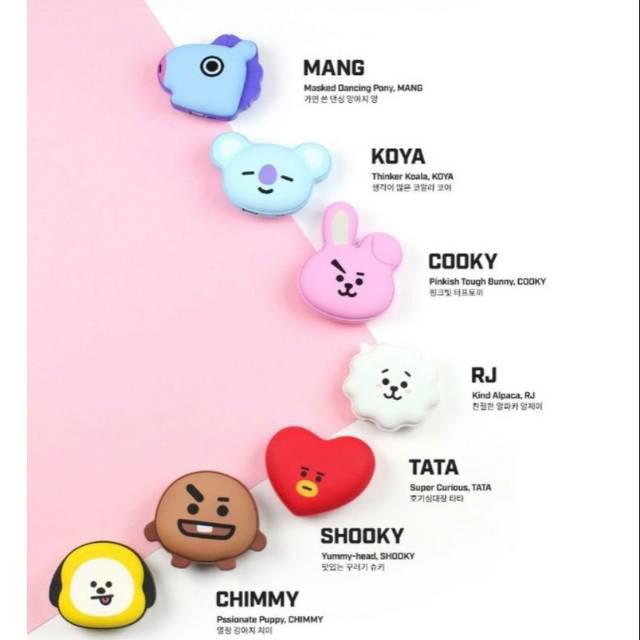 MANG
Masked Dancing Pony, MANG
가면 쓴 댄싱 망아지 망
KOYA
Thinker Koala, KOYA
생각이 많은 코알라 코야
COOKY
Pinkish Tough Bunny, COOKY
핑크빛 터프토끼
RJ
Kind Alpaca, RJ
친절한 알파카 알제이
TATA
Super Curious, TATA
호기심대장 타타
SHOOKY
Yummy-head, SHOOKY
맛있는 꾸러기 슈키
CHIMMY
Pssionate Puppy, CHIMMY
열정 강아지 치미